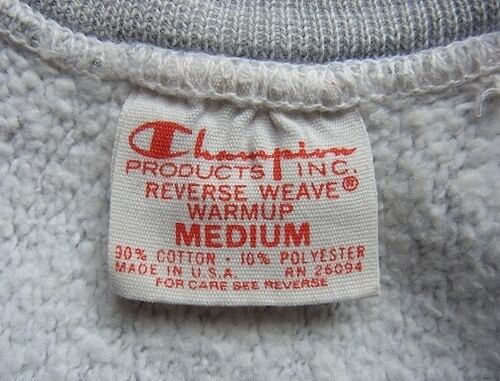 Champion
PRODUCTS INC.
REVERSE WEAVE®
WARMUP
MEDIUM
90% COTTON · 10% POLYESTER
MADE IN U.S.A. RN 26094
FOR CARE SEE REVERSE